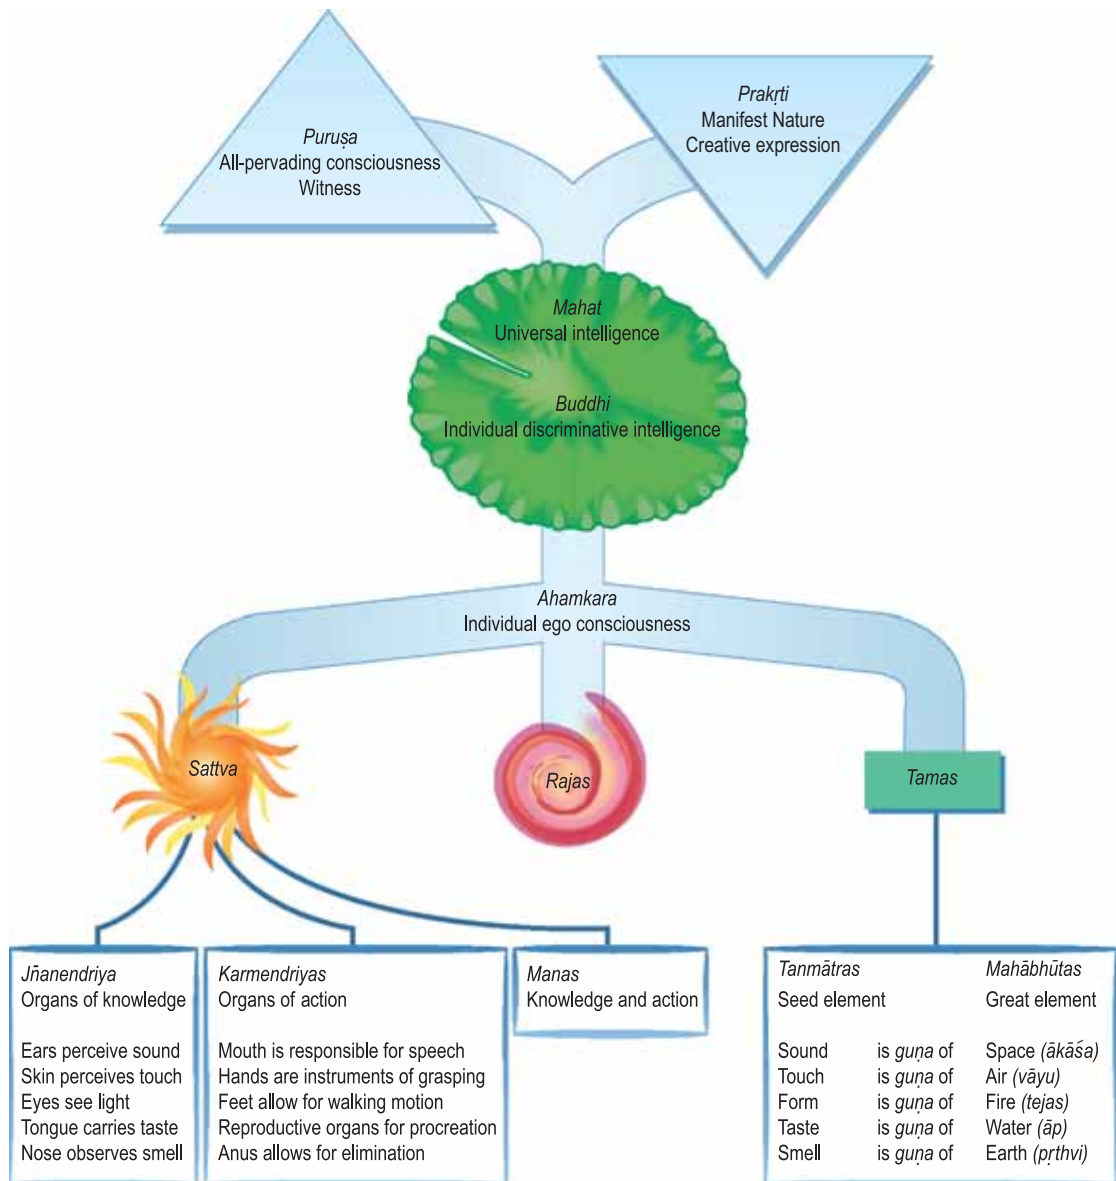 Puruṣa
All-pervading consciousness
Witness
Prakṛti
Manifest Nature
Creative expression
Mahat
Universal intelligence
Buddhi
Individual discriminative intelligence
Ahamkara
Individual ego consciousness
Sattva
Rajas
Tamas
Jñanendriya
Organs of knowledge
Ears perceive sound
Skin perceives touch
Eyes see light
Tongue carries taste
Nose observes smell
Karmendriyas
Organs of action
Mouth is responsible for speech
Hands are instruments of grasping
Feet allow for walking motion
Reproductive organs for procreation
Anus allows for elimination
Manas
Knowledge and action
Tanmātras Mahābhūtas
Seed element Great element
Sound is guṇa of Space (ākāśa)
Touch is guṇa of Air (vāyu)
Form is guṇa of Fire (tejas)
Taste is guṇa of Water (āp)
Smell is guṇa of Earth (pṛthvi)